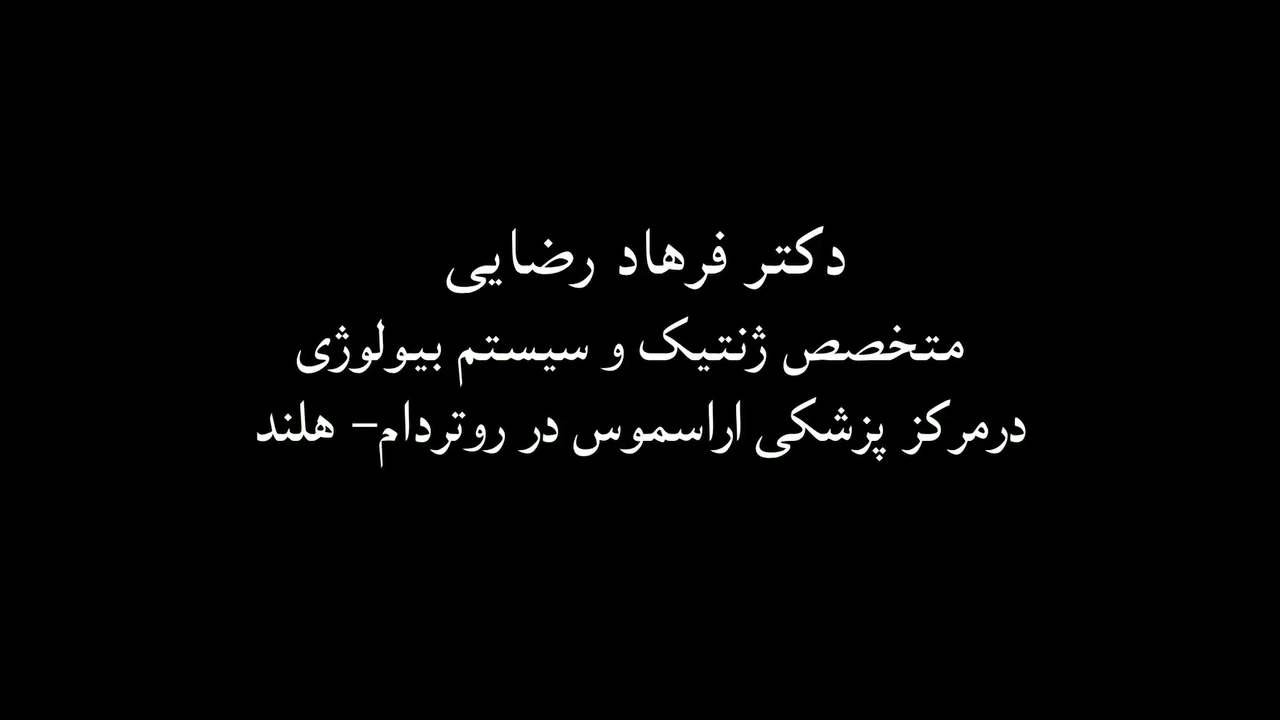 دکتر فرهاد رضایی
متخصص ژنتیک و سیستم بیولوژی
درمرکز پزشکی اراسموس در روتردام- هلند